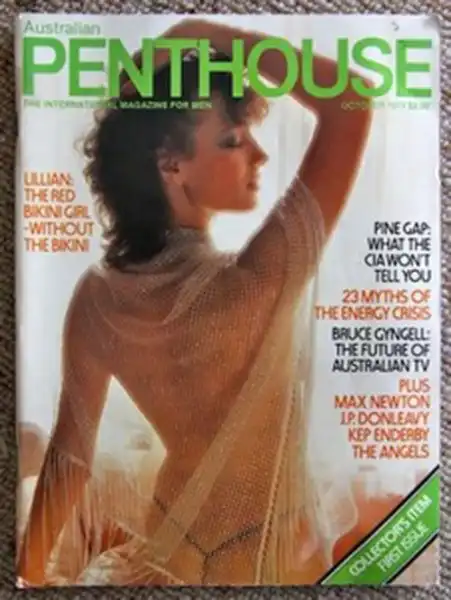 Australian
PENTHOUSE
THE INTERNATIONAL MAGAZINE FOR MEN
OCTOBER
LILLIAN:
THE RED
BIKINI GIRL
-WITHOUT
THE BIKINI
PINE GAP:
WHAT THE
CIA WON'T
TELL YOU
23 MYTHS OF
THE ENERGY CRISIS
BRUCE GYNGELL:
THE FUTURE OF
AUSTRALIAN TV
PLUS
MAX NEWTON
J.P. DONLEAVY
KEP ENDERBY
THE ANGELS
COLLECTOR'S ITEM
FIRST ISSUE